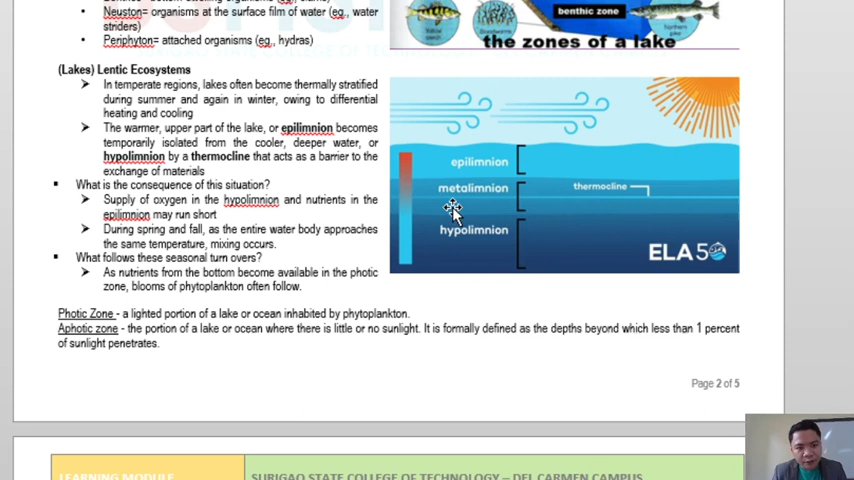 Neuston= organisms at the surface film of water (eg., water
striders)
Periphyton= attached organisms (eg., hydras)
benthic zone
the zones of a lake
(Lakes) Lentic Ecosystems
In temperate regions, lakes often become thermally stratified
during summer and again in winter, owing to differential
heating and cooling
The warmer, upper part of the lake, or epilimnion becomes
temporarily isolated from the cooler, deeper water, or
hypolimnion by a thermocline that acts as a barrier to the
exchange of materials
What is the consequence of this situation?
Supply of oxygen in the hypolimnion and nutrients in the
epilimnion may run short
During spring and fall, as the entire water body approaches
the same temperature, mixing occurs.
What follows these seasonal turn overs?
As nutrients from the bottom become available in the photic
zone, blooms of phytoplankton often follow.
epilimnion
metalimnion
thermocline
hypolimnion
ELA5
Photic Zone - a lighted portion of a lake or ocean inhabited by phytoplankton.
Aphotic zone - the portion of a lake or ocean where there is little or no sunlight. It is formally defined as the depths beyond which less than 1 percent
of sunlight penetrates.
Page 2 of 5
LEARNING MODULE
SURIGAO STATE COLLEGE OF TECHNOLOGY – DEL CARMEN CAMPUS